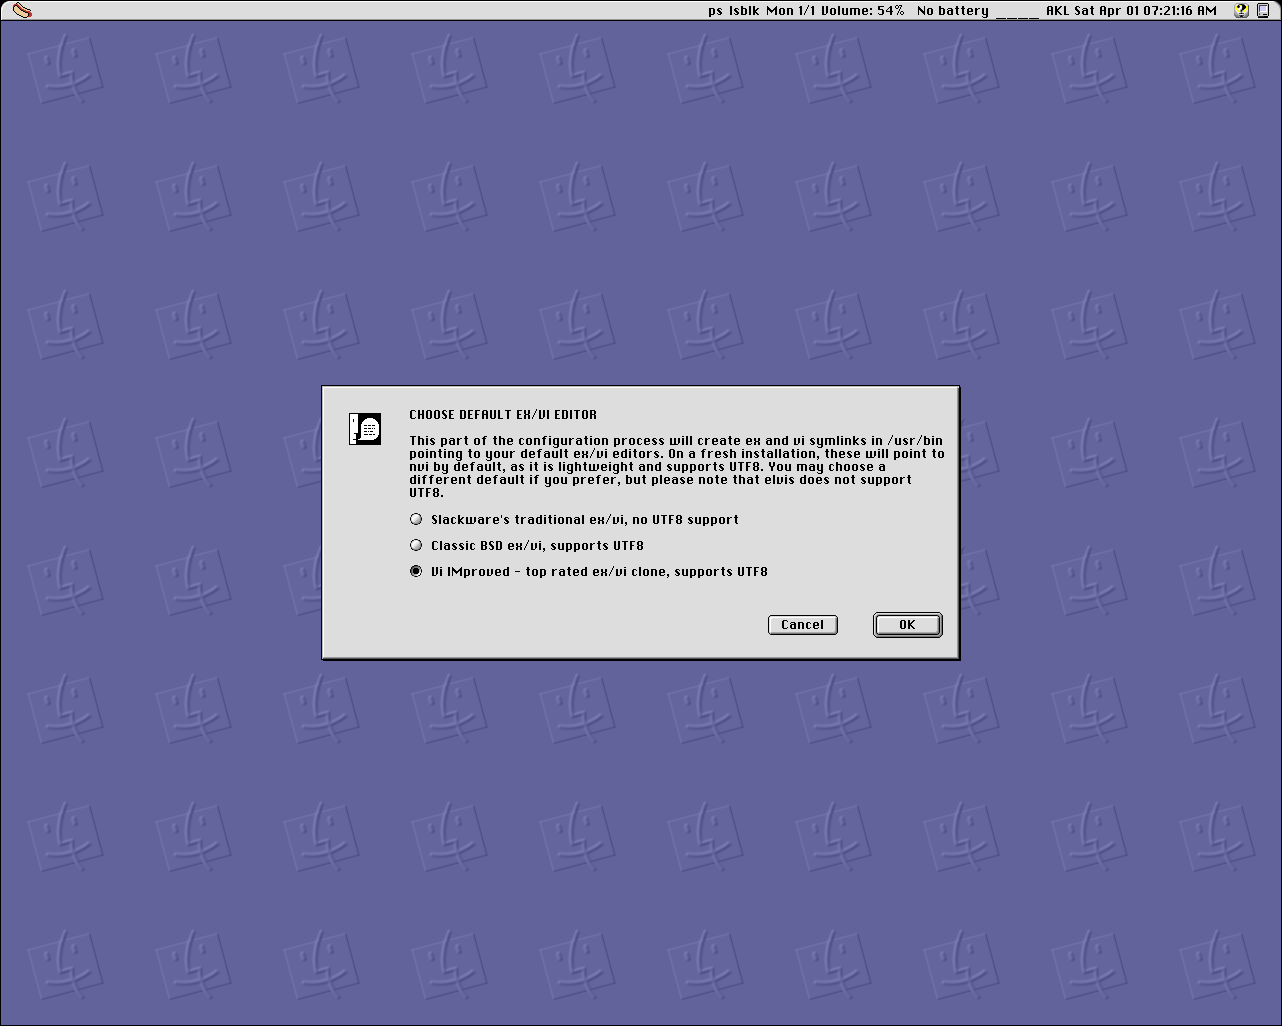 ps lsblk Mon 1/1 Volume: 54% No battery ____ AKL Sat Apr 01 07:21:16 AM
CHOOSE DEFAULT EX/VI EDITOR
This part of the configuration process will create ex and vi symlinks in /usr/bin
pointing to your default ex/vi editors. On a fresh installation, these will point to
nvi by default, as it is lightweight and supports UTF8. You may choose a
different default if you prefer, but please note that elvis does not support
UTF8.
Slackware's traditional ex/vi, no UTF8 support
Classic BSD ex/vi, supports UTF8
Vi IMproved - top rated ex/vi clone, supports UTF8
Cancel OK